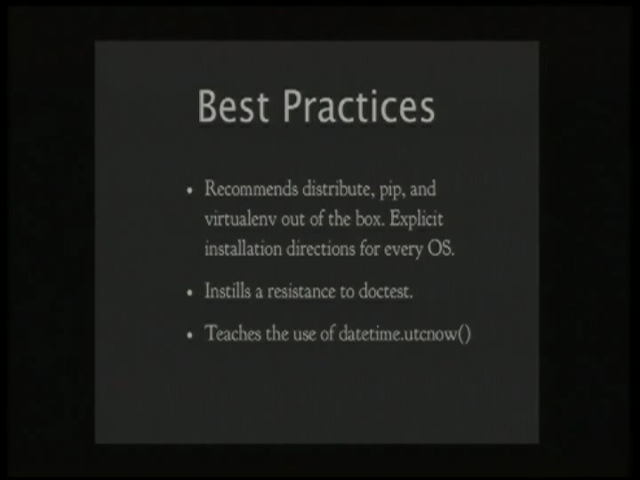 Best Practices
• Recommends distribute, pip, and
virtualenv out of the box. Explicit
installation directions for every OS.
• Instills a resistance to doctest.
• Teaches the use of datetime.utcnow()